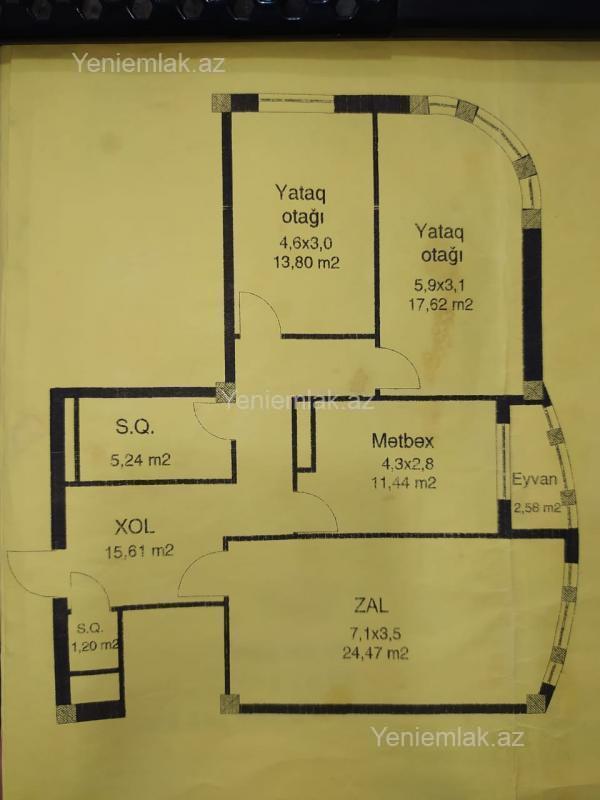 Yeniemlak.az
Yataq
otağı
4,6x3,0
13,80 m2
Yataq
otağı
5,9x3,1
17,62 m2
Yeniemlak.az
S.Q.
5,24 m2
Mətbəx
4,3x2,8
11,44 m2
Eyvan
2,58 m2
XOL
15,61 m2
ZAL
7,1x3,5
24,47 m2
S.Q.
1,20 m2
Yeniemlak.az